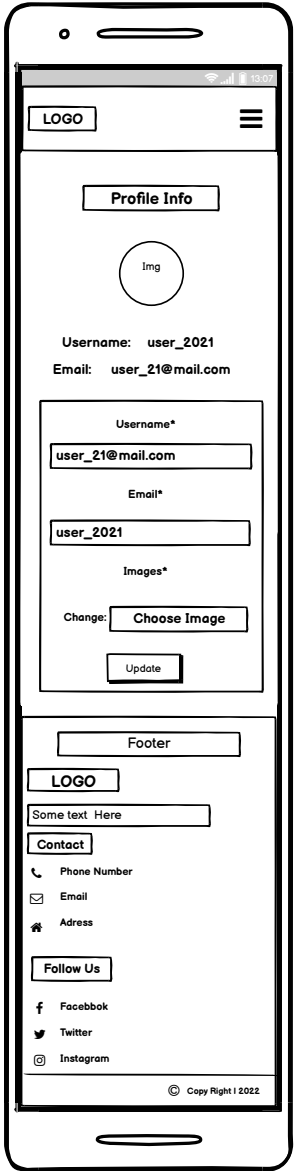 13:07
LOGO
Profile Info
Img
Username: user_2021
Email: user_21@mail.com
Username*
user_21@mail.com
Email*
user_2021
Images*
Change: Choose Image
Update
Footer
LOGO
Some text Here
Contact
Phone Number
Email
Adress
Follow Us
Facebbok
Twitter
Instagram
© Copy Right | 2022